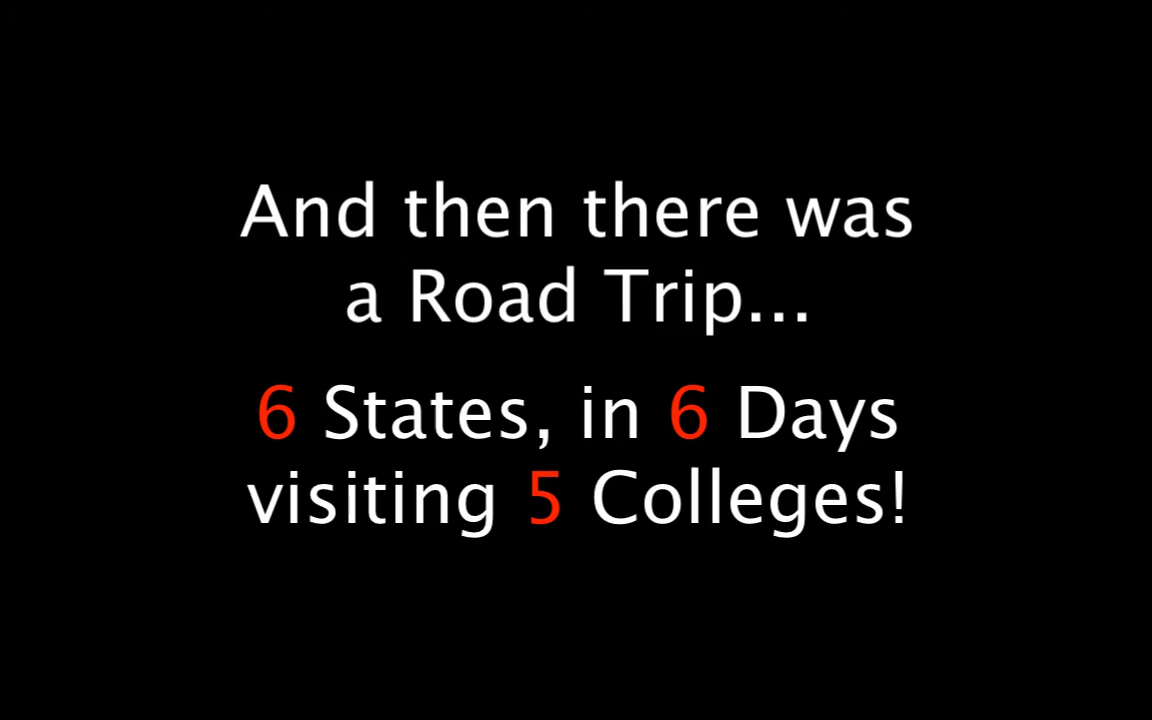 And then there was
a Road Trip...
6 States, in 6 Days
visiting 5 Colleges!